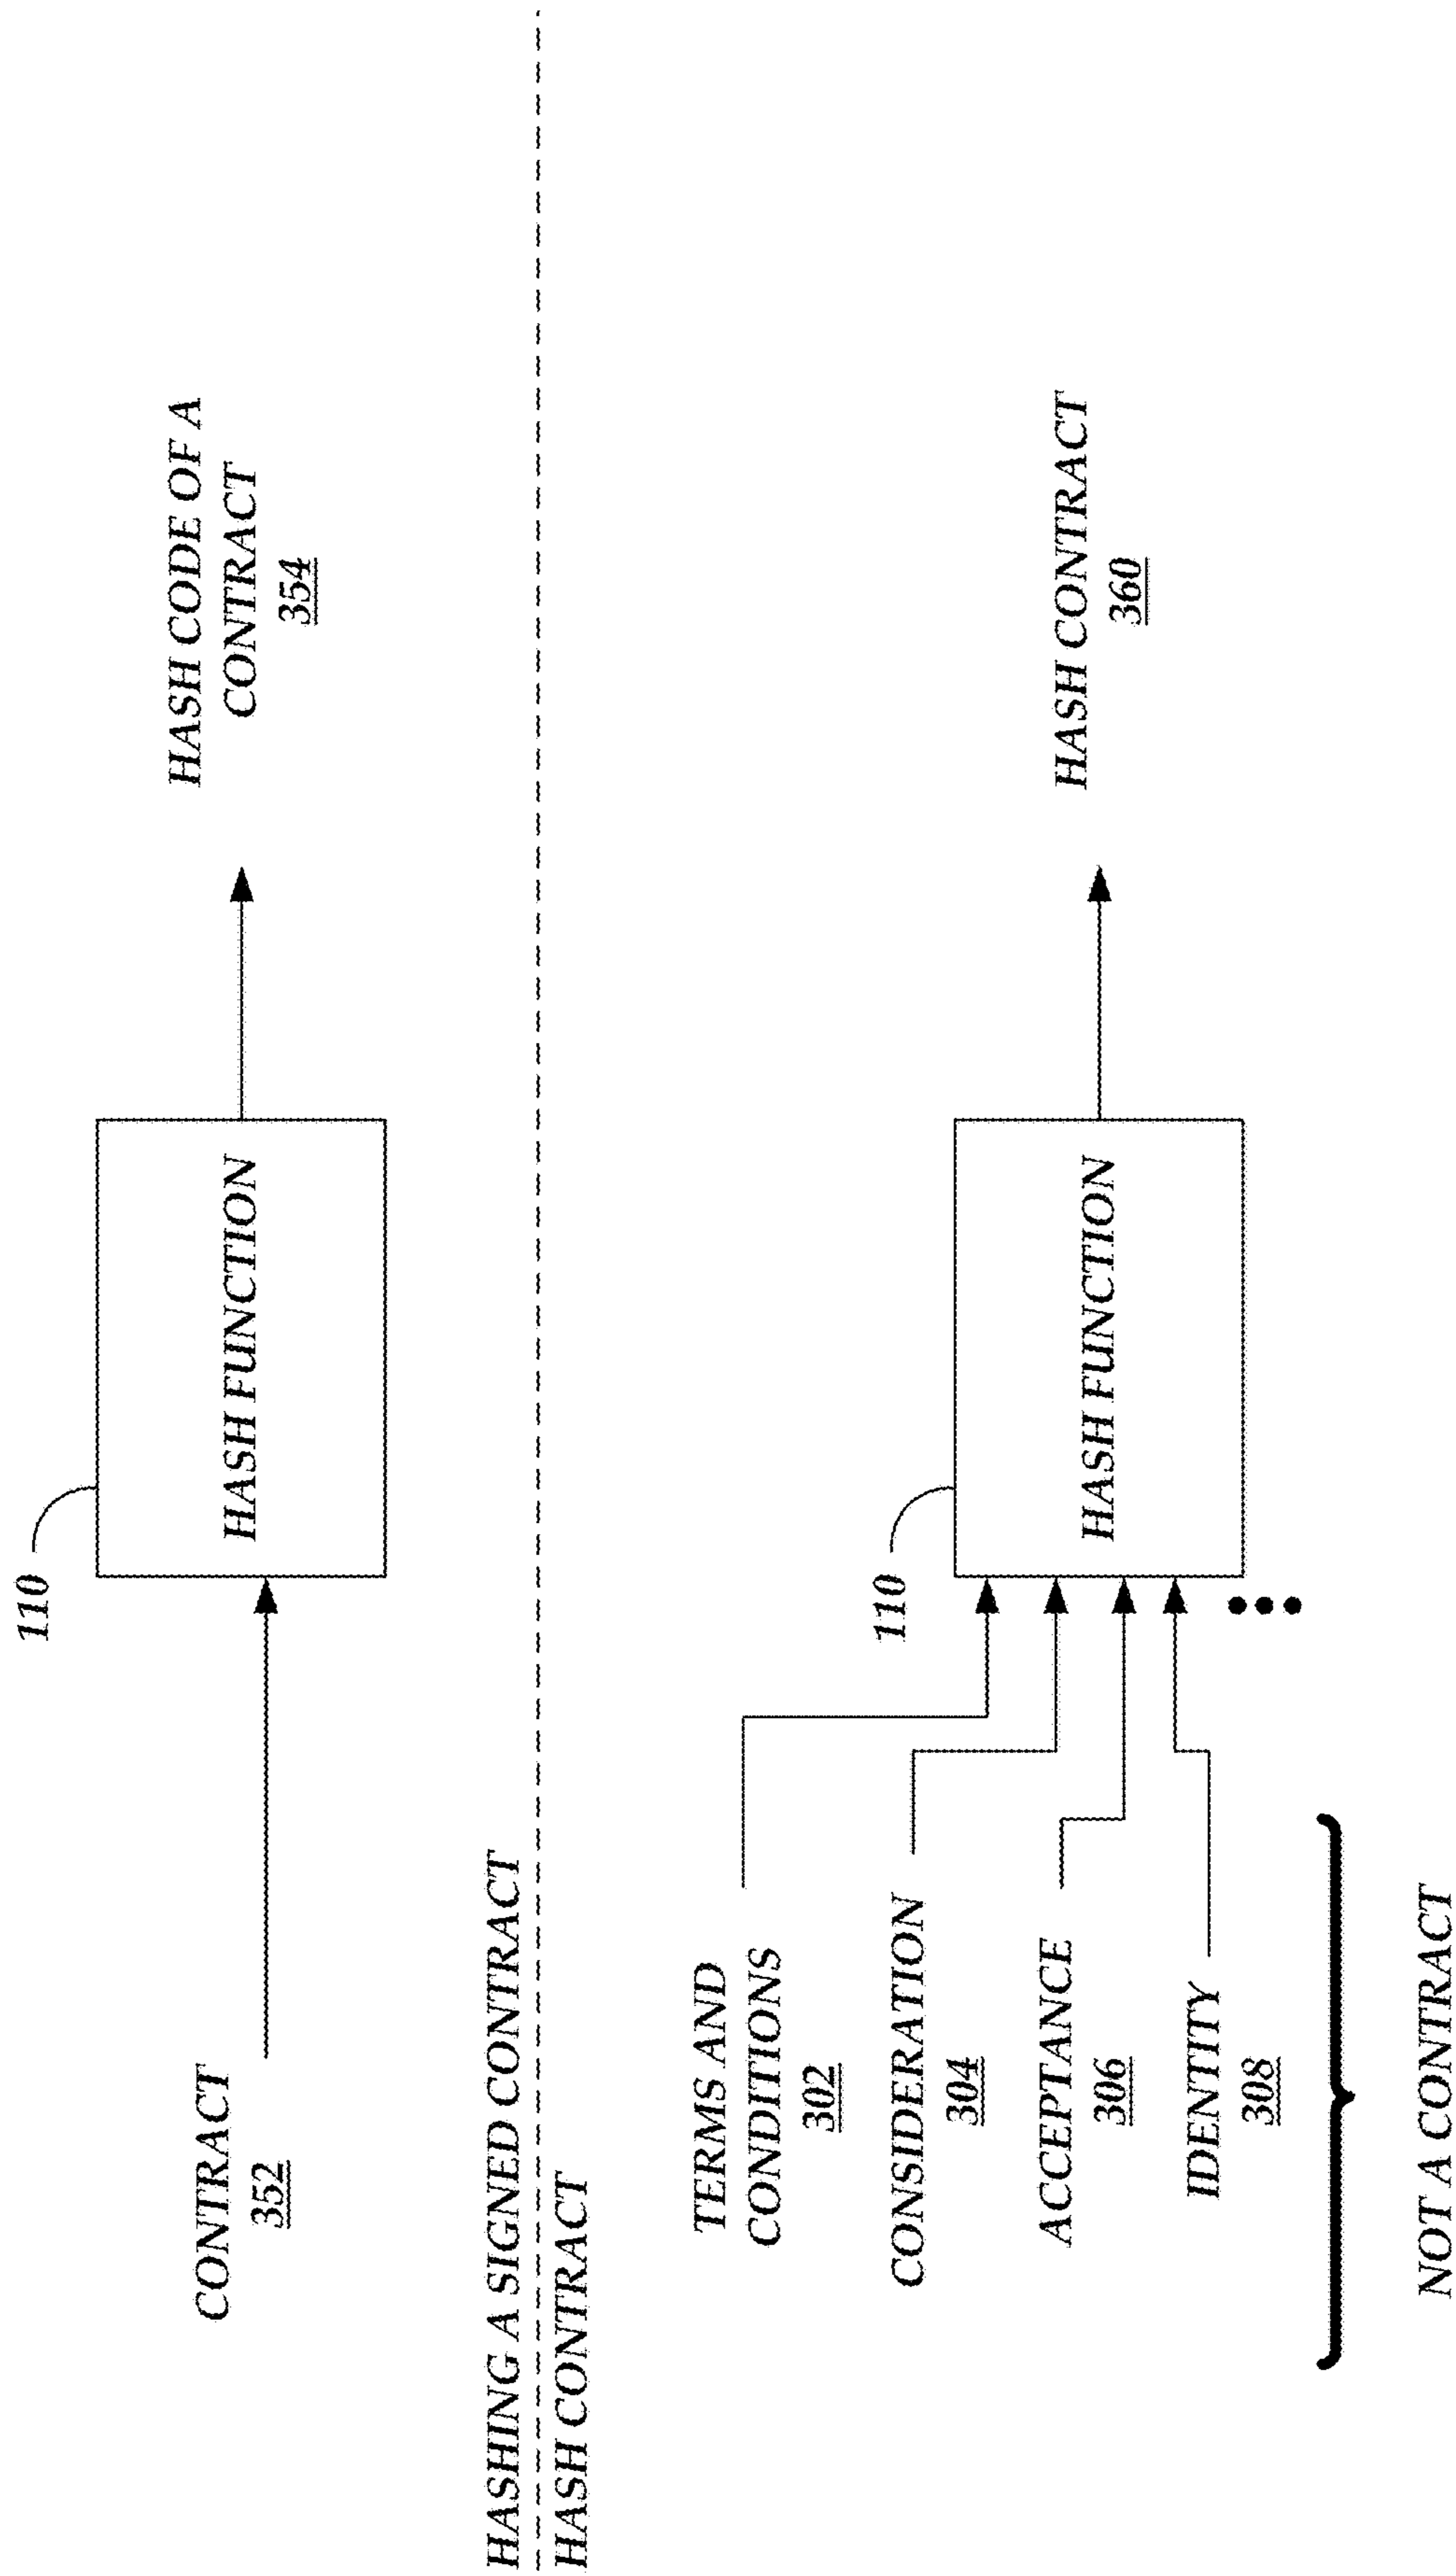 110
CONTRACT
352
HASH FUNCTION
HASH CODE OF A
CONTRACT
354
HASHING A SIGNED CONTRACT
HASH CONTRACT
TERMS AND
CONDITIONS
302
CONSIDERATION
304
ACCEPTANCE
306
IDENTITY
308
110
HASH FUNCTION
HASH CONTRACT
360
NOT A CONTRACT